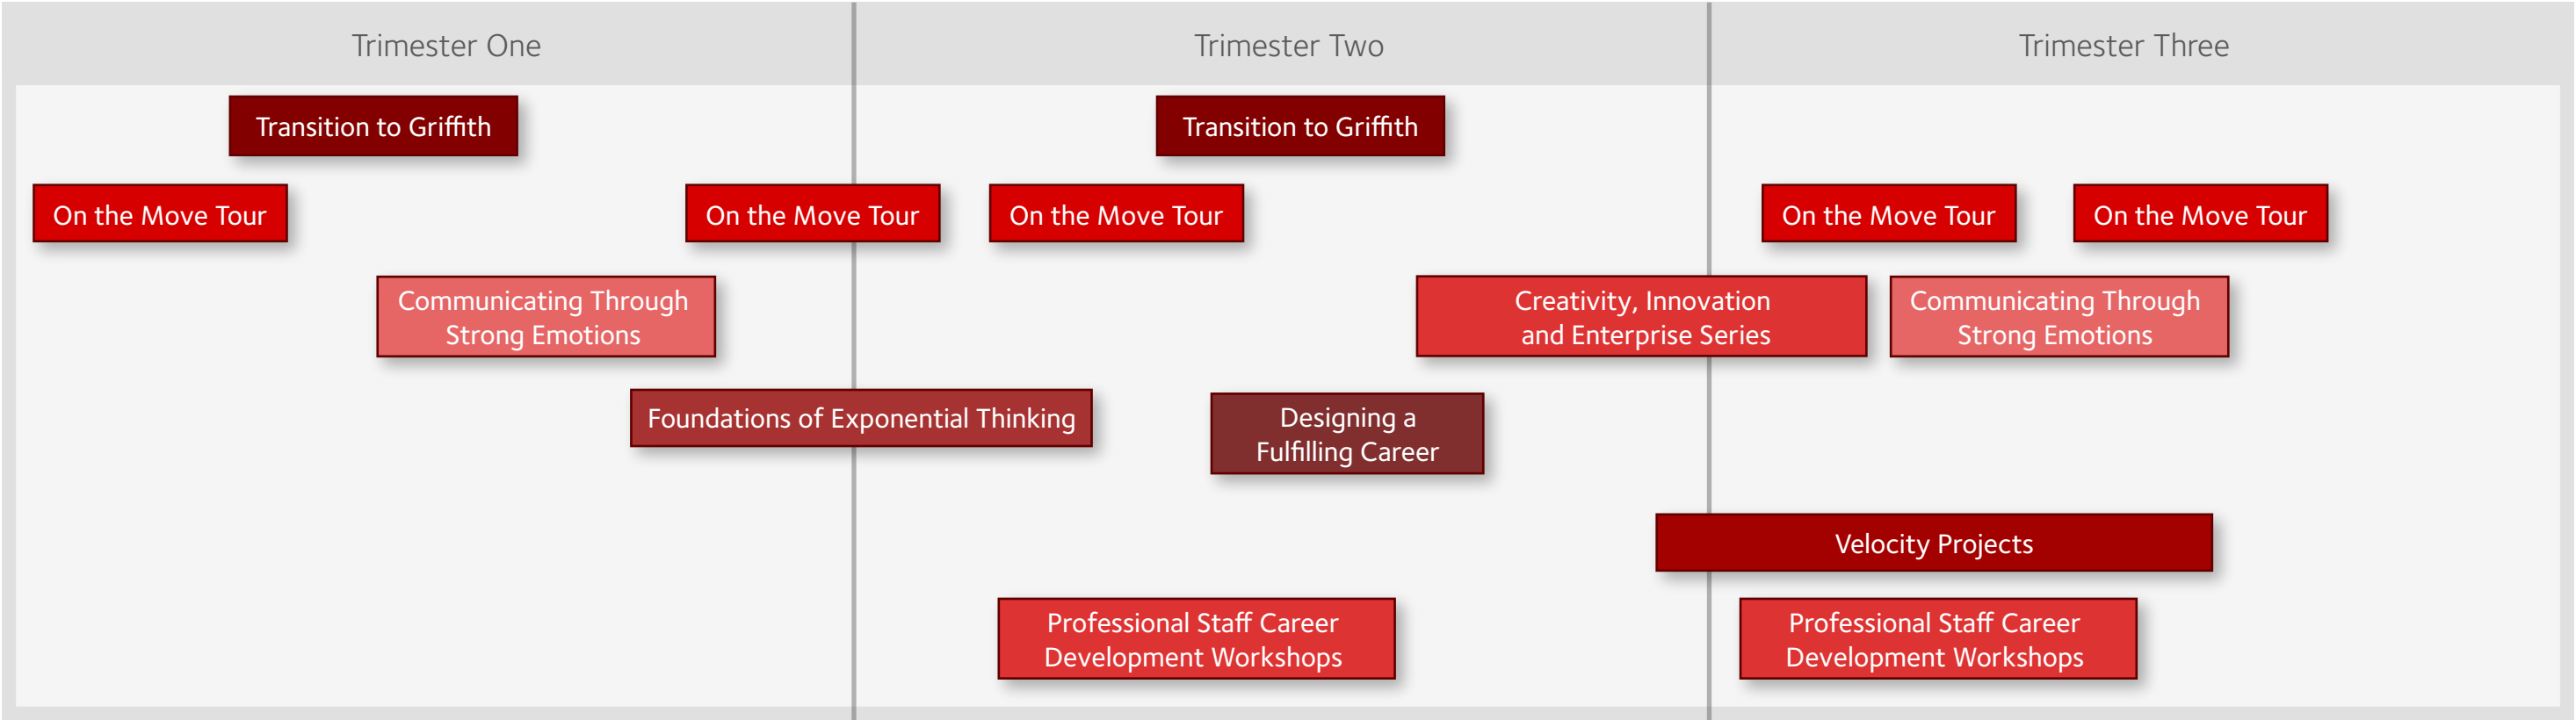 Trimester One
Trimester Two
Trimester Three
Transition to Griffith
Transition to Griffith
On the Move Tour
On the Move Tour
On the Move Tour
On the Move Tour
On the Move Tour
Communicating Through
Strong Emotions
Creativity, Innovation
and Enterprise Series
Communicating Through
Strong Emotions
Foundations of Exponential Thinking
Designing a
Fulfilling Career
Velocity Projects
Professional Staff Career
Development Workshops
Professional Staff Career
Development Workshops